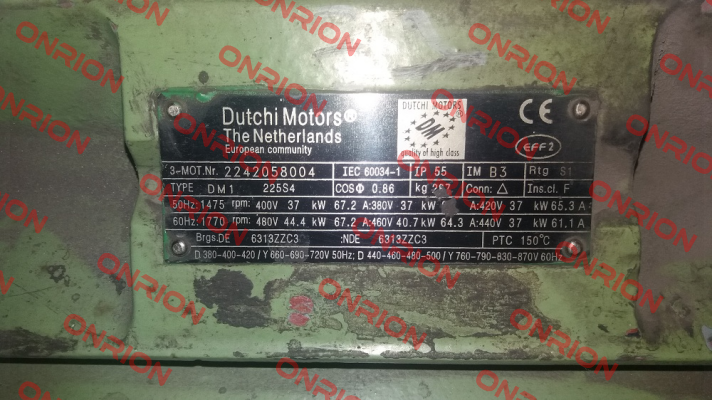 Dutchi Motors®
The Netherlands
European community
DUTCHI MOTORS
DM
quality of high class
CE
EFF2
3~MOT.Nr. 2242058004 IEC 60034-1 IP 55 IM B3 Rtg S1
TYPE DM1 225S4 COSΦ 0.86 kg Conn: △ Ins.cl. F
50Hz: 1475 rpm: 400V 37 kW 67.2 A:380V 37 kW A:420V 37 kW 65.3 A
60Hz: 1770 rpm: 480V 44.4 kW 67.2 A:460V 40.7 kW 64.3 A:440V 37 kW 61.1 A
Brgs.DE 6313ZZC3 :NDE 6313ZZC3 PTC 150°C
D 380-400-420 / Y 660-690-720V 50Hz; D 440-460-480-500 / Y 760-790-830-870V 60Hz
2
ONRION